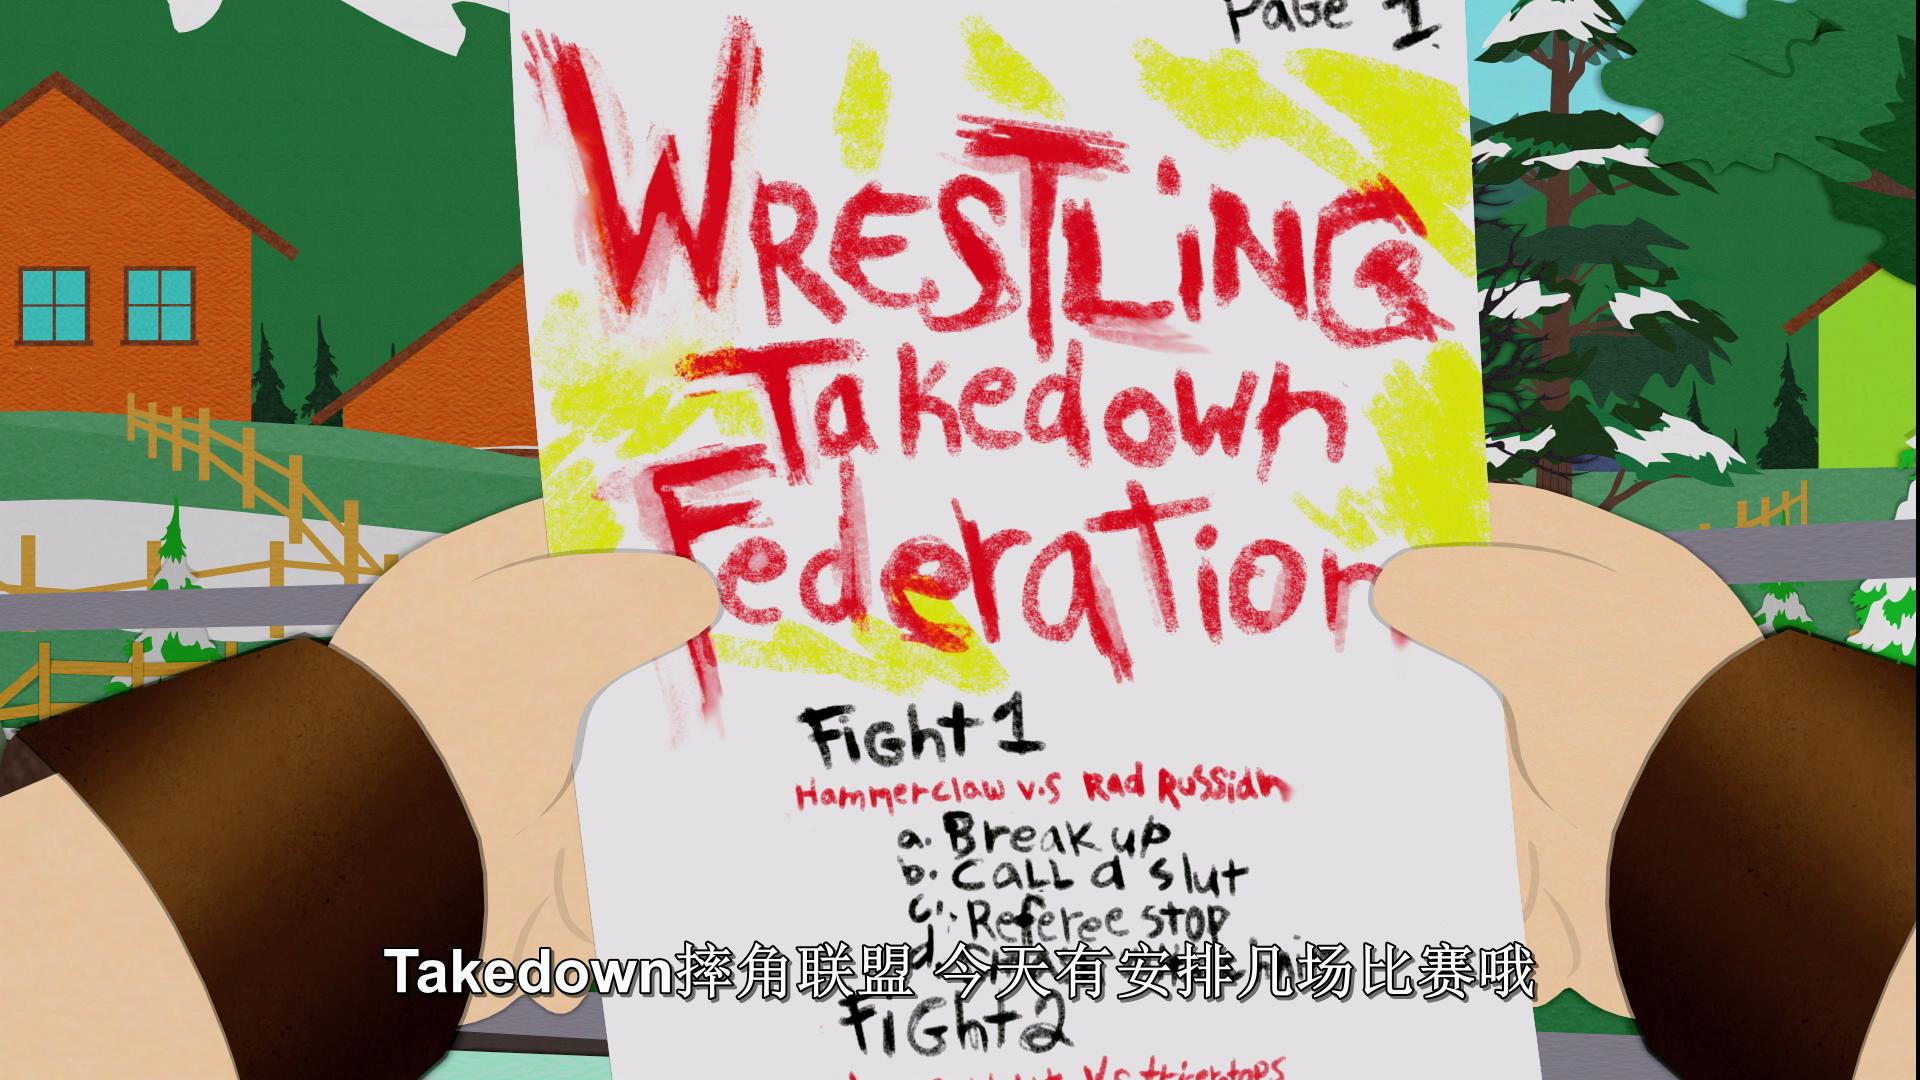 Page 1.
WRESTLiNG
Takedown
Federation
Fight 1
Hammerclaw v.s Rad Russian
a. Break up
b. CALL a slut
c. Referee stop
d.
Takedown摔角联盟 今天有安排几场比赛哦
FiGht 2
V.s